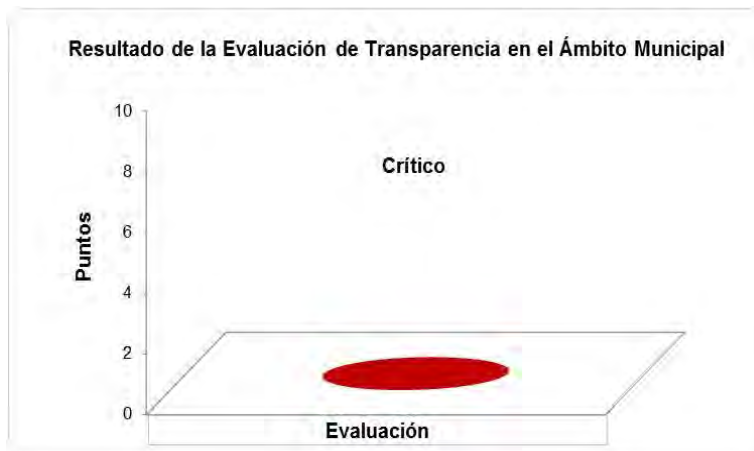 Resultado de la Evaluación de Transparencia en el Ámbito Municipal
10
8
6
4
2
0
Puntos
Crítico
Evaluación